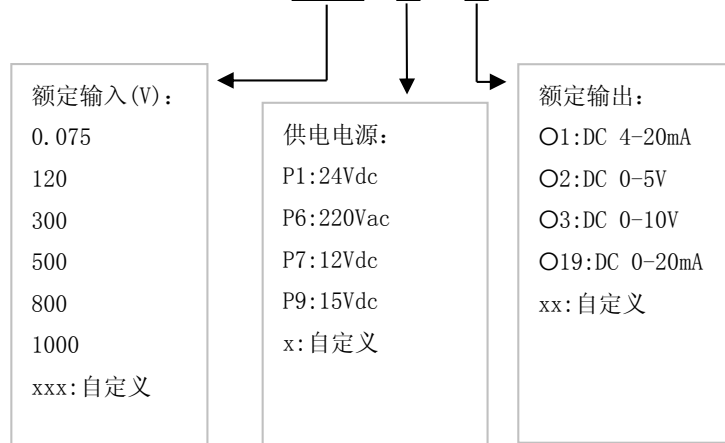 额定输入(V):
0.075
120
300
500
800
1000
xxx:自定义
供电电源:
P1:24Vdc
P6:220Vac
P7:12Vdc
P9:15Vdc
x:自定义
额定输出:
O1:DC 4-20mA
O2:DC 0-5V
O3:DC 0-10V
O19:DC 0-20mA
xx:自定义